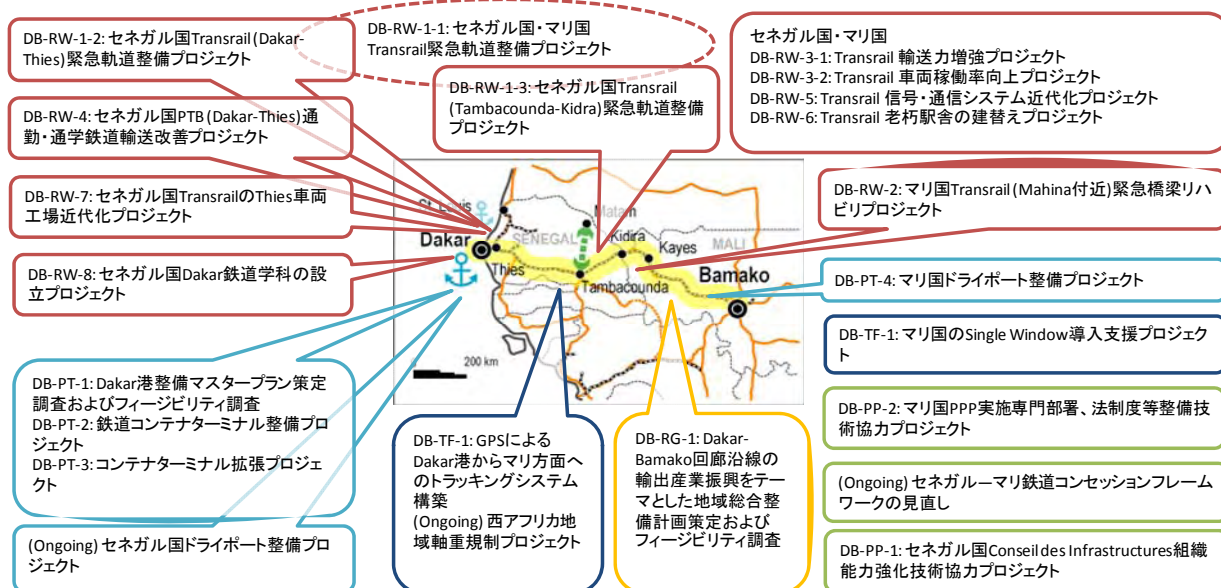 DB-RW-1-2: セネガル国Transrail (Dakar-
Thies)緊急軌道整備プロジェクト
DB-RW-1-1: セネガル国・マリ国
Transrail緊急軌道整備プロジェクト
DB-RW-1-3: セネガル国Transrail
(Tambacounda-Kidra)緊急軌道整備
プロジェクト
セネガル国・マリ国
DB-RW-3-1: Transrail 輸送力増強プロジェクト
DB-RW-3-2: Transrail 車両稼働率向上プロジェクト
DB-RW-5: Transrail 信号・通信システム近代化プロジェクト
DB-RW-6: Transrail 老朽駅舎の建替えプロジェクト
DB-RW-4: セネガル国PTB (Dakar-Thies)通
勤・通学鉄道輸送改善プロジェクト
DB-RW-7: セネガル国TransrailのThies車両
工場近代化プロジェクト
DB-RW-8: セネガル国Dakar鉄道学科の設
立プロジェクト
St. Louis
Matam
Dakar
SENEGAL
Kidira
MALI
Kayes
Thies
Bamako
Tambacounda
200 km
DB-RW-2: マリ国Transrail (Mahina付近)緊急橋梁リハ
ビリプロジェクト
DB-PT-4: マリ国ドライポート整備プロジェクト
DB-TF-1: マリ国のSingle Window導入支援プロジェク
ト
DB-PP-2: マリ国PPP実施専門部署、法制度等整備技
術協力プロジェクト
(Ongoing) セネガル―マリ鉄道コンセッションフレーム
ワークの見直し
DB-PP-1: セネガル国Conseil des Infrastructures組織
能力強化技術協力プロジェクト
DB-PT-1: Dakar港整備マスタープラン策定
調査およびフィージビリティ調査
DB-PT-2: 鉄道コンテナターミナル整備プロ
ジェクト
DB-PT-3: コンテナターミナル拡張プロジェ
クト
(Ongoing) セネガル国ドライポート整備プロ
ジェクト
DB-TF-1: GPSによる
Dakar港からマリ方面へ
のトラッキングシステム
構築
(Ongoing) 西アフリカ地
域軸重規制プロジェクト
DB-RG-1: Dakar-
Bamako回廊沿線の
輸出産業振興をテー
マとした地域総合整
備計画策定および
フィージビリティ調査